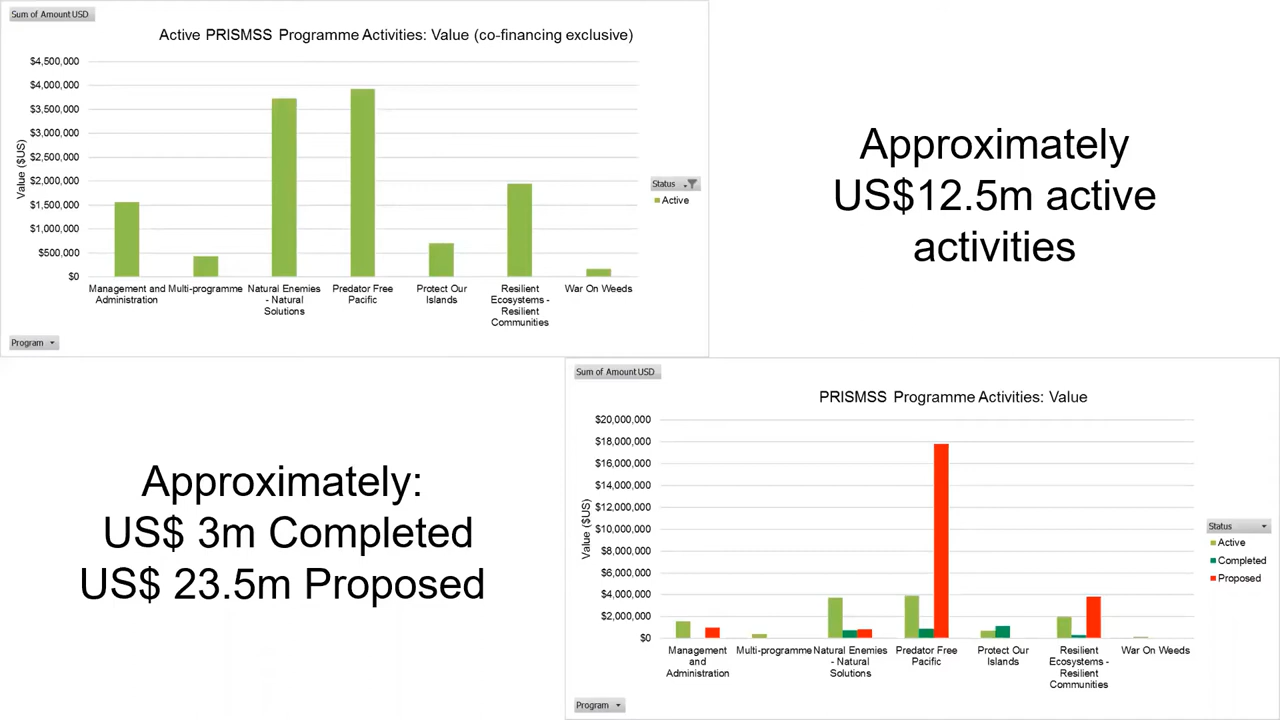 Sum of Amount USD
Active PRISMSS Programme Activities: Value (co-financing exclusive)
$4,500,000
$4,000,000
$3,500,000
$3,000,000
$2,500,000
$2,000,000
$1,500,000
$1,000,000
$500,000
$0
Value ($US)
Management and
Administration
Multi-programme
Natural Enemies
- Natural
Solutions
Predator Free
Pacific
Protect Our
Islands
Resilient
Ecosystems -
Resilient
Communities
War On Weeds
Status
Active
Program
Approximately
US$12.5m active
activities
Approximately:
US$ 3m Completed
US$ 23.5m Proposed
Sum of Amount USD
PRISMSS Programme Activities: Value
$20,000,000
$18,000,000
$16,000,000
$14,000,000
$12,000,000
$10,000,000
$8,000,000
$6,000,000
$4,000,000
$2,000,000
$0
Value ($US)
Management
and
Administration
Multi-programme
Natural Enemies
- Natural
Solutions
Predator Free
Pacific
Protect Our
Islands
Resilient
Ecosystems -
Resilient
Communities
War On Weeds
Status
Active
Completed
Proposed
Program